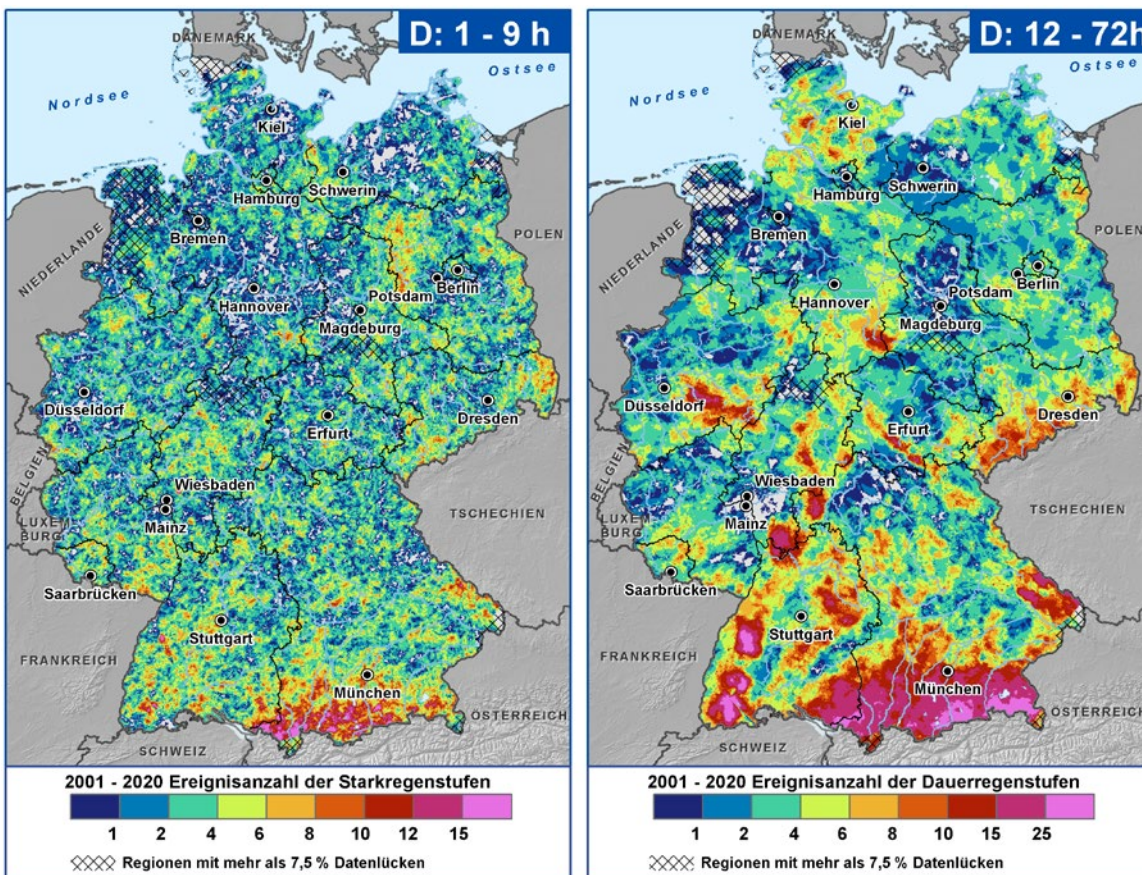 D: 1 - 9 h
DÄNEMARK
Ostsee
Nordsee
Kiel
Schwerin
Hamburg
Bremen
NIEDERLANDE
POLEN
Berlin
Potsdam
Hannover
Magdeburg
Düsseldorf
Dresden
Erfurt
BELGIEN
Wiesbaden
LUXEM
BURG
Mainz
TSCHECHIEN
Saarbrücken
Stuttgart
FRANKREICH
München
ÖSTERREICH
SCHWEIZ
2001 - 2020 Ereignisanzahl der Starkregenstufen
1 2 4 6 8 10 12 15
Regionen mit mehr als 7,5 % Datenlücken
D: 12 - 72h
DÄNEMARK
Ostsee
Nordsee
Kiel
Schwerin
Hamburg
Bremen
NIEDERLANDE
POLEN
Berlin
Hannover
Potsdam
Magdeburg
Düsseldorf
Dresden
Erfurt
BELGIEN
Wiesbaden
LUXEM
BURG
Mainz
TSCHECHIEN
Saarbrücken
Stuttgart
FRANKREICH
München
ÖSTERREICH
SCHWEIZ
2001 - 2020 Ereignisanzahl der Dauerregenstufen
1 2 4 6 8 10 15 25
Regionen mit mehr als 7,5 % Datenlücken